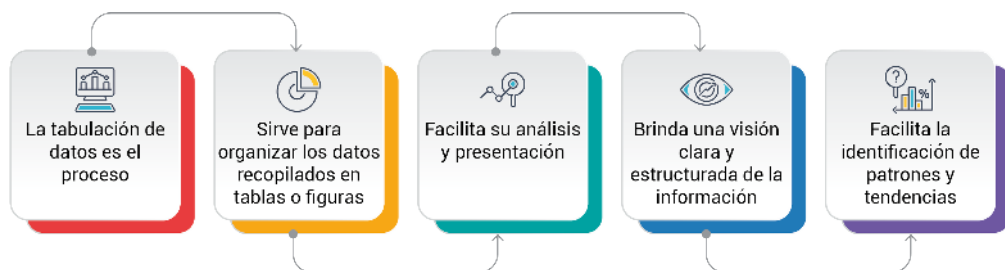 La tabulación de
datos es el
proceso
Sirve para
organizar los datos
recopilados en
tablas o figuras
Facilita su análisis
y presentación
Brinda una visión
clara y
estructurada de la
información
?
%
Facilita la
identificación de
patrones y
tendencias